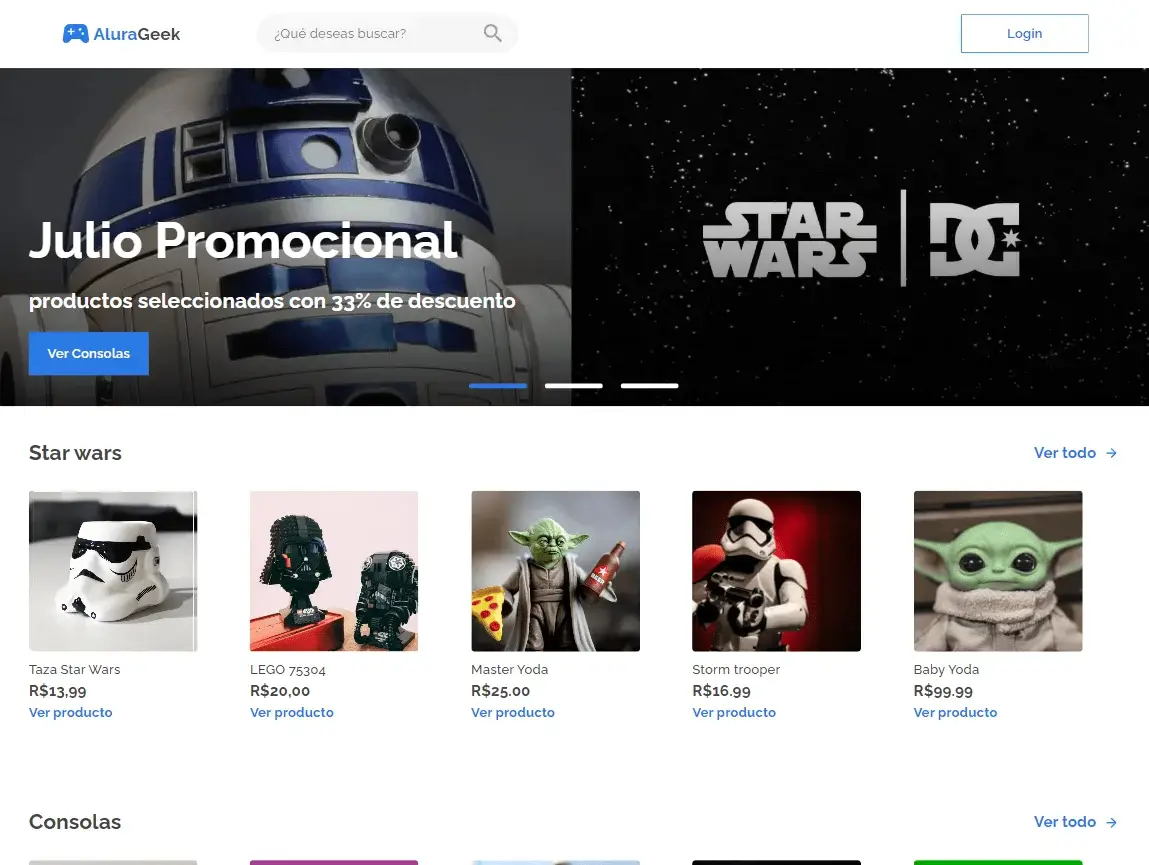 AluraGeek
¿Qué deseas buscar?
Login
STAR WARS
DC
Julio Promocional
productos seleccionados con 33% de descuento
Ver Consolas
Star wars
Ver todo →
Taza Star Wars
R$13,99
Ver producto
LEGO 75304
R$20,00
Ver producto
BEER
Master Yoda
R$25.00
Ver producto
Storm trooper
R$16.99
Ver producto
Baby Yoda
R$99.99
Ver producto
Consolas
Ver todo →